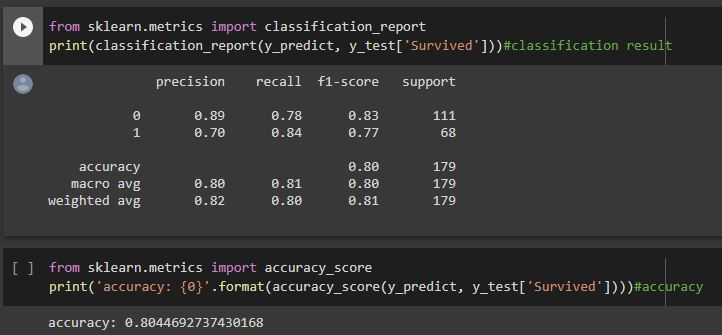 from sklearn.metrics import classification_report
print(classification_report(y_predict, y_test['Survived']))#classification result
precision recall f1-score support
0 0.89 0.78 0.83 111
1 0.70 0.84 0.77 68
accuracy 0.80 179
macro avg 0.80 0.81 0.80 179
weighted avg 0.82 0.80 0.81 179
[ ] from sklearn.metrics import accuracy_score
print('accuracy: {0}'.format(accuracy_score(y_predict, y_test['Survived'])))#accuracy
accuracy: 0.8044692737430168